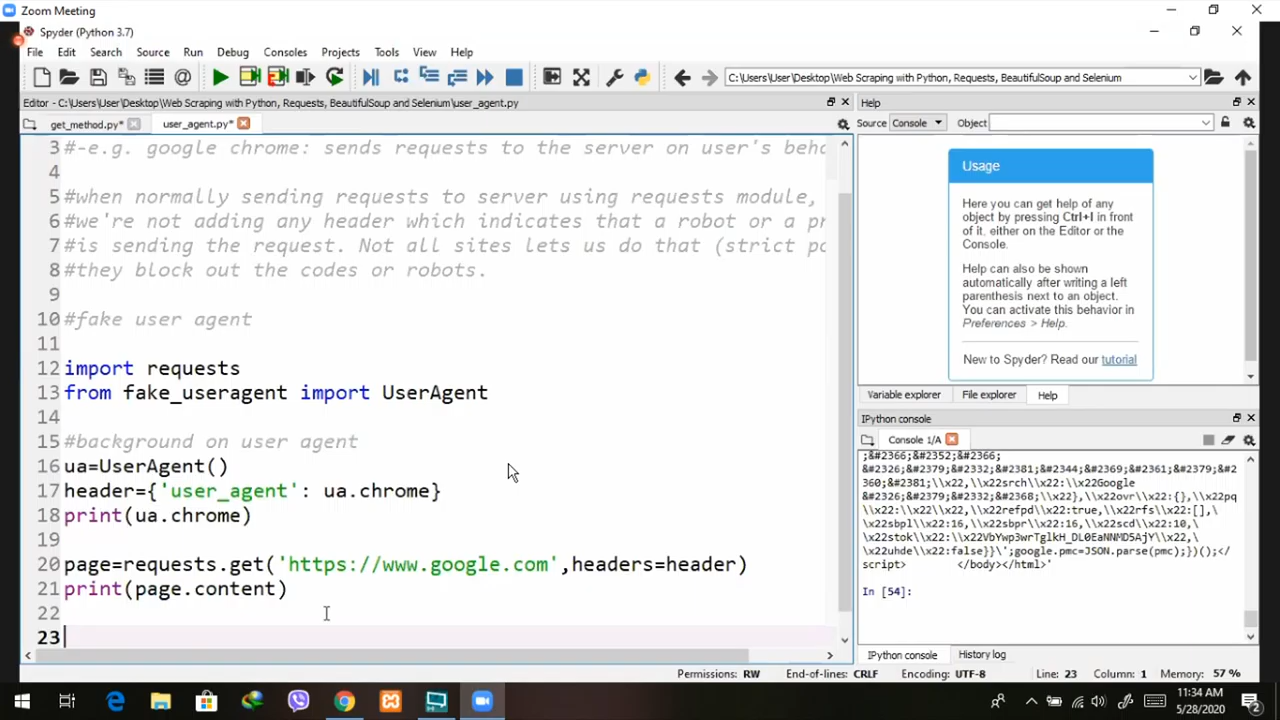 Zoom Meeting
Spyder (Python 3.7)
File Edit Search Source Run Debug Consoles Projects Tools View Help
C:\Users\User\Desktop\Web Scraping with Python, Requests, BeautifulSoup and Selenium
Editor - C:\Users\User\Desktop\Web Scraping with Python, Requests, BeautifulSoup and Selenium\user_agent.py
get_method.py* user_agent.py*
3 #-e.g. google chrome: sends requests to the server on user's beha
4
5 #when normally sending requests to server using requests module,
6 #we're not adding any header which indicates that a robot or a pr
7 #is sending the request. Not all sites lets us do that (strict po
8 #they block out the codes or robots.
9
10 #fake user agent
11
12 import requests
13 from fake_useragent import UserAgent
14
15 #background on user agent
16 ua=UserAgent()
17 header={'user_agent': ua.chrome}
18 print(ua.chrome)
19
20 page=requests.get('https://www.google.com',headers=header)
21 print(page.content)
22
23
Help
Source Console Object
Usage
Here you can get help of any
object by pressing Ctrl+I in front
of it, either on the Editor or the
Console.
Help can also be shown
automatically after writing a left
parenthesis next to an object.
You can activate this behavior in
Preferences > Help.
New to Spyder? Read our tutorial
Variable explorer File explorer Help
IPython console
Console 1/A
;&#2366;&#2352;&#2366;
&#2326;&#2379;&#2332;&#2381;&#2344;&#2369;&#2361;&#2379;&#2
360;&#2381;\\x22,\\x22srch\\x22:\\x22Google
&#2326;&#2379;&#2332;&#2368;\\x22},\\x22ovr\\x22:{},\\x22pq
\\x22:\\x22\\x22,\\x22refpd\\x22:true,\\x22rfs\\x22:[],\
\x22sbpl\\x22:16,\\x22sbpr\\x22:16,\\x22scd\\x22:10,\
\x22stok\\x22:\\x22VbYwp3wrTglkH_DL0EaNNMD5AjY\\x22,\
\x22uhde\\x22:false}}\';google.pmc=JSON.parse(pmc);})();</
script>        </body></html>'
In [54]:
IPython console History log
Permissions: RW End-of-lines: CRLF Encoding: UTF-8 Line: 23 Column: 1 Memory: 57 %
11:34 AM
5/28/2020
2